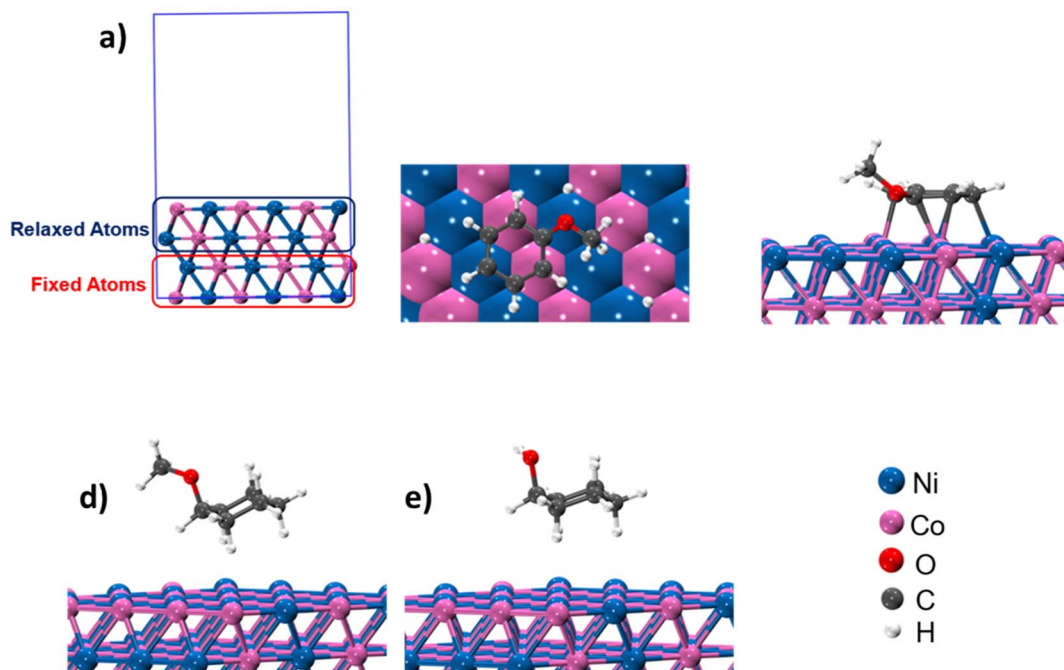 a)
Relaxed Atoms
Fixed Atoms
d)
e)
Ni
Co
O
C
H